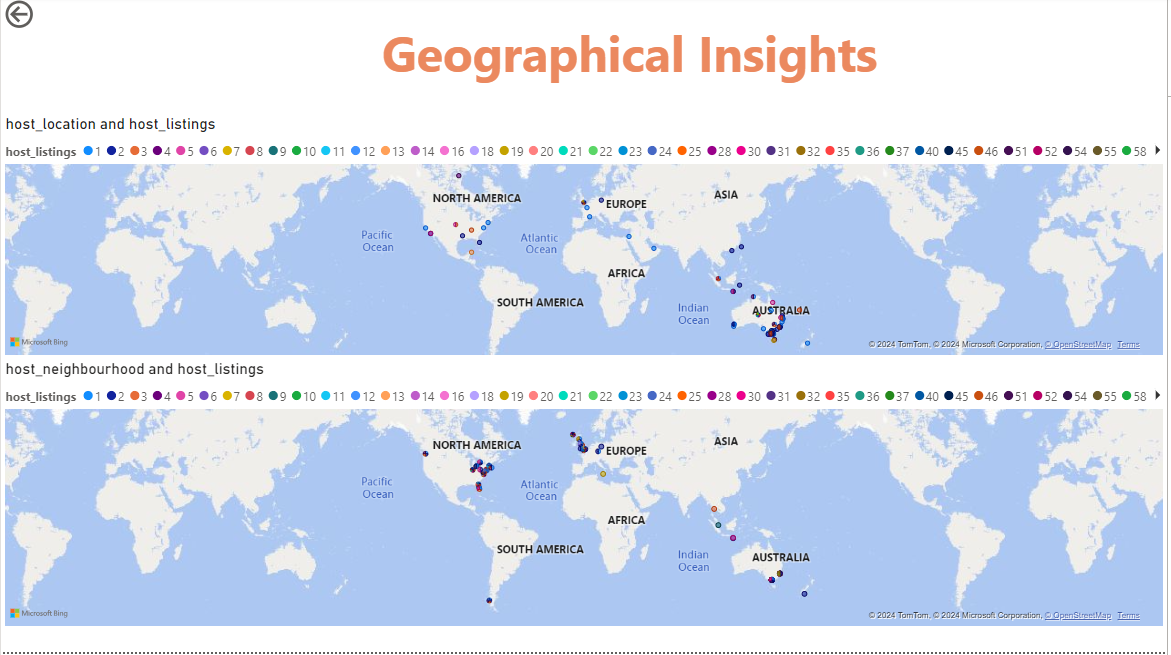 Geographical Insights
host_location and host_listings
host_listings 1 2 3 4 5 6 7 8 9 10 11 12 13 14 16 18 19 20 21 22 23 24 25 28 30 31 32 35 36 37 40 45 46 51 52 54 55 58
NORTH AMERICA EUROPE ASIA
Pacific Ocean Atlantic Ocean
AFRICA
SOUTH AMERICA Indian Ocean AUSTRALIA
Microsoft Bing © 2024 TomTom, © 2024 Microsoft Corporation, © OpenStreetMap Terms
host_neighbourhood and host_listings
host_listings 1 2 3 4 5 6 7 8 9 10 11 12 13 14 16 18 19 20 21 22 23 24 25 28 30 31 32 35 36 37 40 45 46 51 52 54 55 58
NORTH AMERICA EUROPE ASIA
Pacific Ocean Atlantic Ocean
AFRICA
SOUTH AMERICA Indian Ocean AUSTRALIA
Microsoft Bing © 2024 TomTom, © 2024 Microsoft Corporation, © OpenStreetMap Terms